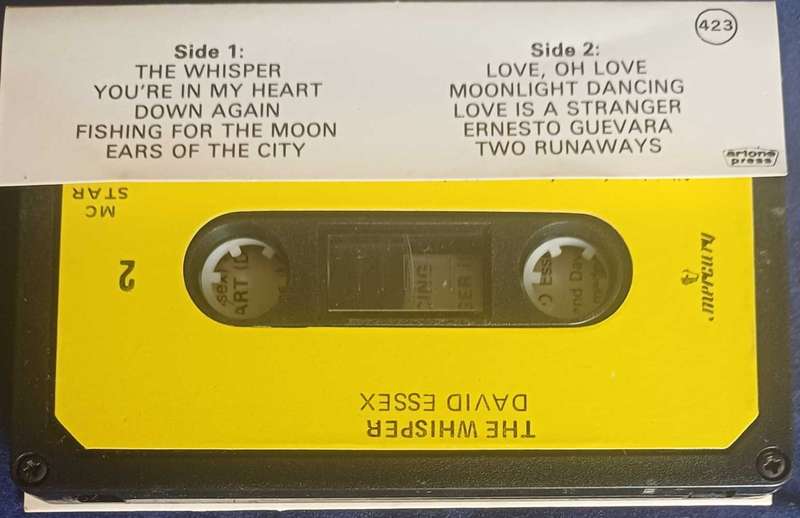 423
Side 1:
THE WHISPER
YOU'RE IN MY HEART
DOWN AGAIN
FISHING FOR THE MOON
EARS OF THE CITY
Side 2:
LOVE, OH LOVE
MOONLIGHT DANCING
LOVE IS A STRANGER
ERNESTO GUEVARA
TWO RUNAWAYS
ariona
press
MC
STAR
2
mercury
THE WHISPER
DAVID ESSEX